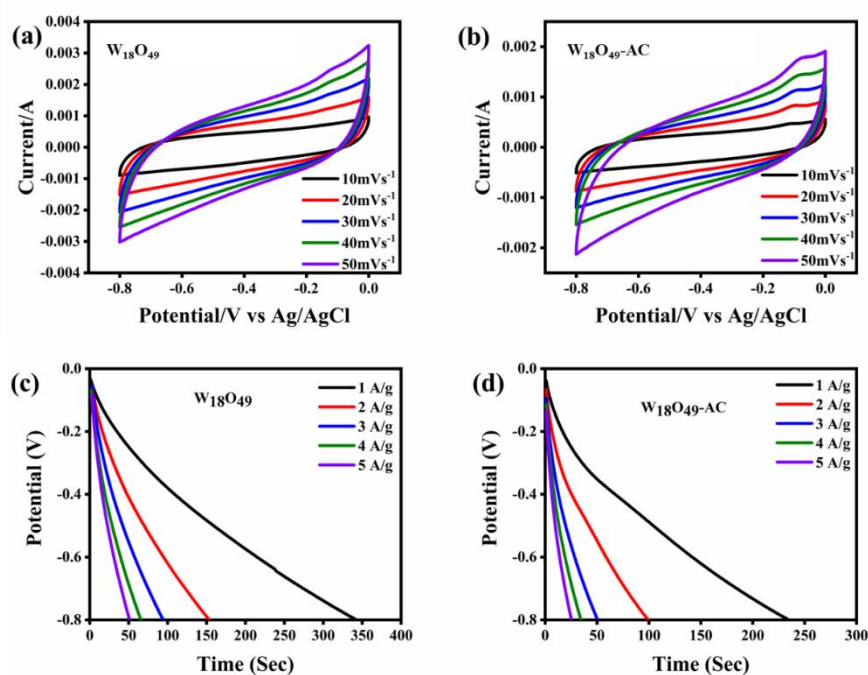 (a)
W18O49
0.004
0.003
0.002
0.001
0.000
-0.001
-0.002
-0.003
-0.004
Current/A
10mVs-1
20mVs-1
30mVs-1
40mVs-1
50mVs-1
-0.8 -0.6 -0.4 -0.2 0.0
Potential/V vs Ag/AgCl
(b)
W18O49-AC
0.002
0.001
0.000
-0.001
-0.002
Current/A
10mVs-1
20mVs-1
30mVs-1
40mVs-1
50mVs-1
-0.8 -0.6 -0.4 -0.2 0.0
Potential/V vs Ag/AgCl
(c)
W18O49
0.0
-0.2
-0.4
-0.6
-0.8
Potential (V)
1 A/g
2 A/g
3 A/g
4 A/g
5 A/g
0 50 100 150 200 250 300 350 400
Time (Sec)
(d)
W18O49-AC
0.0
-0.2
-0.4
-0.6
-0.8
Potential (V)
1 A/g
2 A/g
3 A/g
4 A/g
5 A/g
0 50 100 150 200 250 300
Time (Sec)